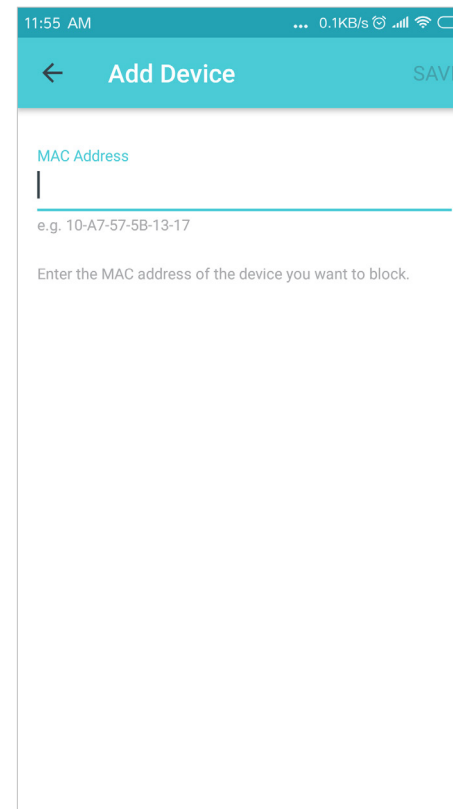 11:55 AM ... 0.1KB/s
Add Device
MAC Address
e.g. 10-A7-57-5B-13-17
Enter the MAC address of the device you want to block.